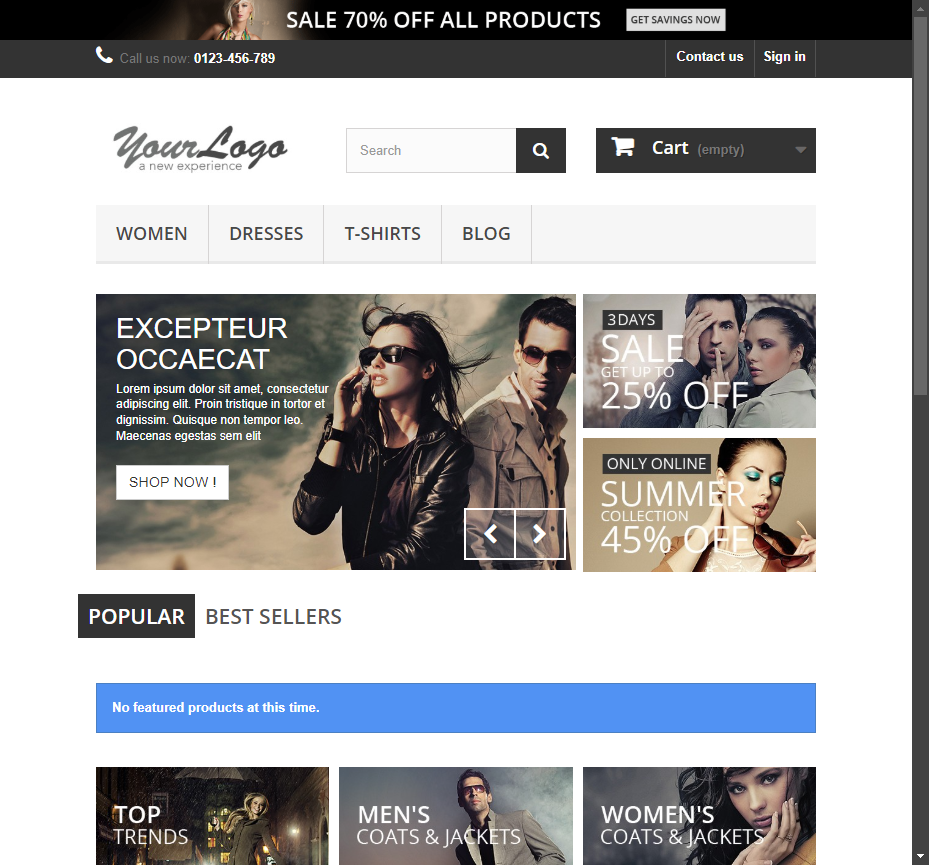 SALE 70% OFF ALL PRODUCTS
GET SAVINGS NOW
Call us now: 0123-456-789
Contact us
Sign in
YourLogo
a new experience
Search
Cart (empty)
WOMEN
DRESSES
T-SHIRTS
BLOG
EXCEPTEUR
OCCAECAT
Lorem ipsum dolor sit amet, consectetur
adipiscing elit. Proin tristique in tortor et
dignissim. Quisque non tempor leo.
Maecenas egestas sem elit
SHOP NOW !
3 DAYS
SALE
GET UP TO
25% OFF
ONLY ONLINE
SUMMER
COLLECTION
45% OFF
POPULAR
BEST SELLERS
No featured products at this time.
TOP
TRENDS
MEN'S
COATS & JACKETS
WOMEN'S
COATS & JACKETS